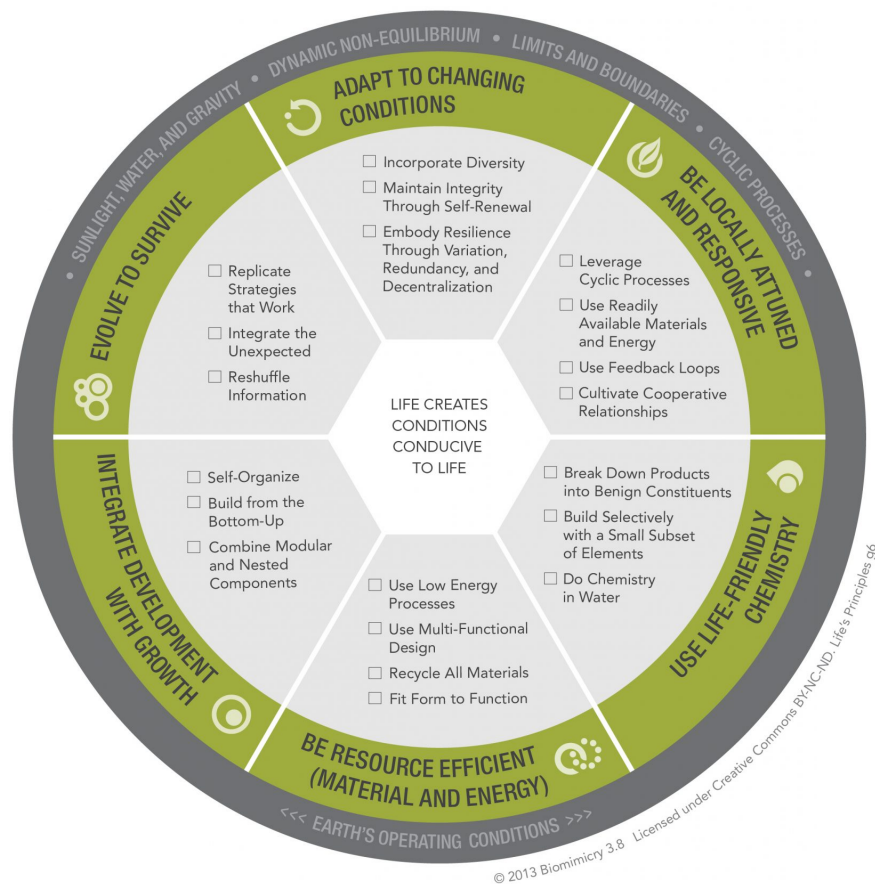 • SUNLIGHT, WATER, AND GRAVITY • DYNAMIC NON-EQUILIBRIUM • LIMITS AND BOUNDARIES • CYCLIC PROCESSES •
ADAPT TO CHANGING
CONDITIONS
Incorporate Diversity
Maintain Integrity
Through Self-Renewal
Embody Resilience
Through Variation,
Redundancy, and
Decentralization
BE LOCALLY ATTUNED
AND RESPONSIVE
Leverage
Cyclic Processes
Use Readily
Available Materials
and Energy
Use Feedback Loops
Cultivate Cooperative
Relationships
USE LIFE-FRIENDLY
CHEMISTRY
Break Down Products
into Benign Constituents
Build Selectively
with a Small Subset
of Elements
Do Chemistry
in Water
BE RESOURCE EFFICIENT
(MATERIAL AND ENERGY)
Use Low Energy
Processes
Use Multi-Functional
Design
Recycle All Materials
Fit Form to Function
INTEGRATE DEVELOPMENT
WITH GROWTH
Self-Organize
Build from the
Bottom-Up
Combine Modular
and Nested
Components
EVOLVE TO SURVIVE
Replicate
Strategies
that Work
Integrate the
Unexpected
Reshuffle
Information
LIFE CREATES
CONDITIONS
CONDUCIVE
TO LIFE
<<< EARTH'S OPERATING CONDITIONS >>>
© 2013 Biomimicry 3.8 Licensed under Creative Commons BY-NC-ND. Life's Principles g6